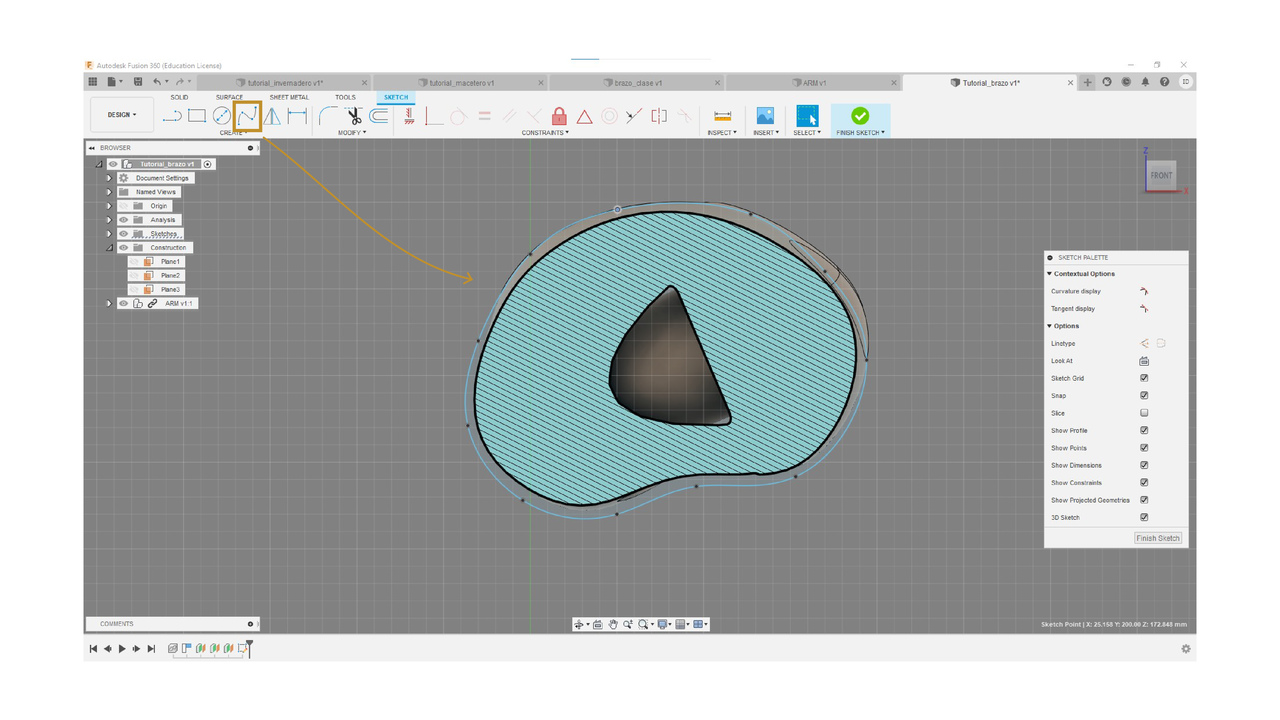 Autodesk Fusion 360 (Education License)
tutorial_invernadero v1*
tutorial_macetero v1
brazo_clase v1
ARM v1
Tutorial_brazo v1*
SOLID SURFACE SHEET METAL TOOLS SKETCH
DESIGN ▾
CREATE ▾ MODIFY ▾ CONSTRAINTS ▾ INSPECT ▾ INSERT ▾ SELECT ▾ FINISH SKETCH ▾
BROWSER
Tutorial_brazo v1
Document Settings
Named Views
Origin
Analysis
Sketches
Construction
Plane1
Plane2
Plane3
ARM v1:1
Z
FRONT
X
SKETCH PALETTE
Contextual Options
Curvature display
Tangent display
Options
Linetype
Look At
Sketch Grid
Snap
Slice
Show Profile
Show Points
Show Dimensions
Show Constraints
Show Projected Geometries
3D Sketch
Finish Sketch
COMMENTS
Sketch Point | X: 25.158 Y: 200.00 Z: 172.848 mm